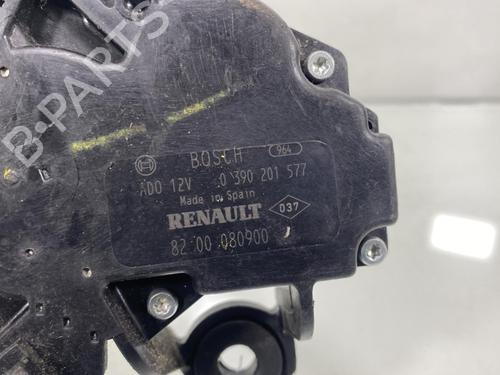 B-PARTS
BOSCH 964
ADO 12V 0 390 201 577
Made in Spain
RENAULT D37
82 00 080900